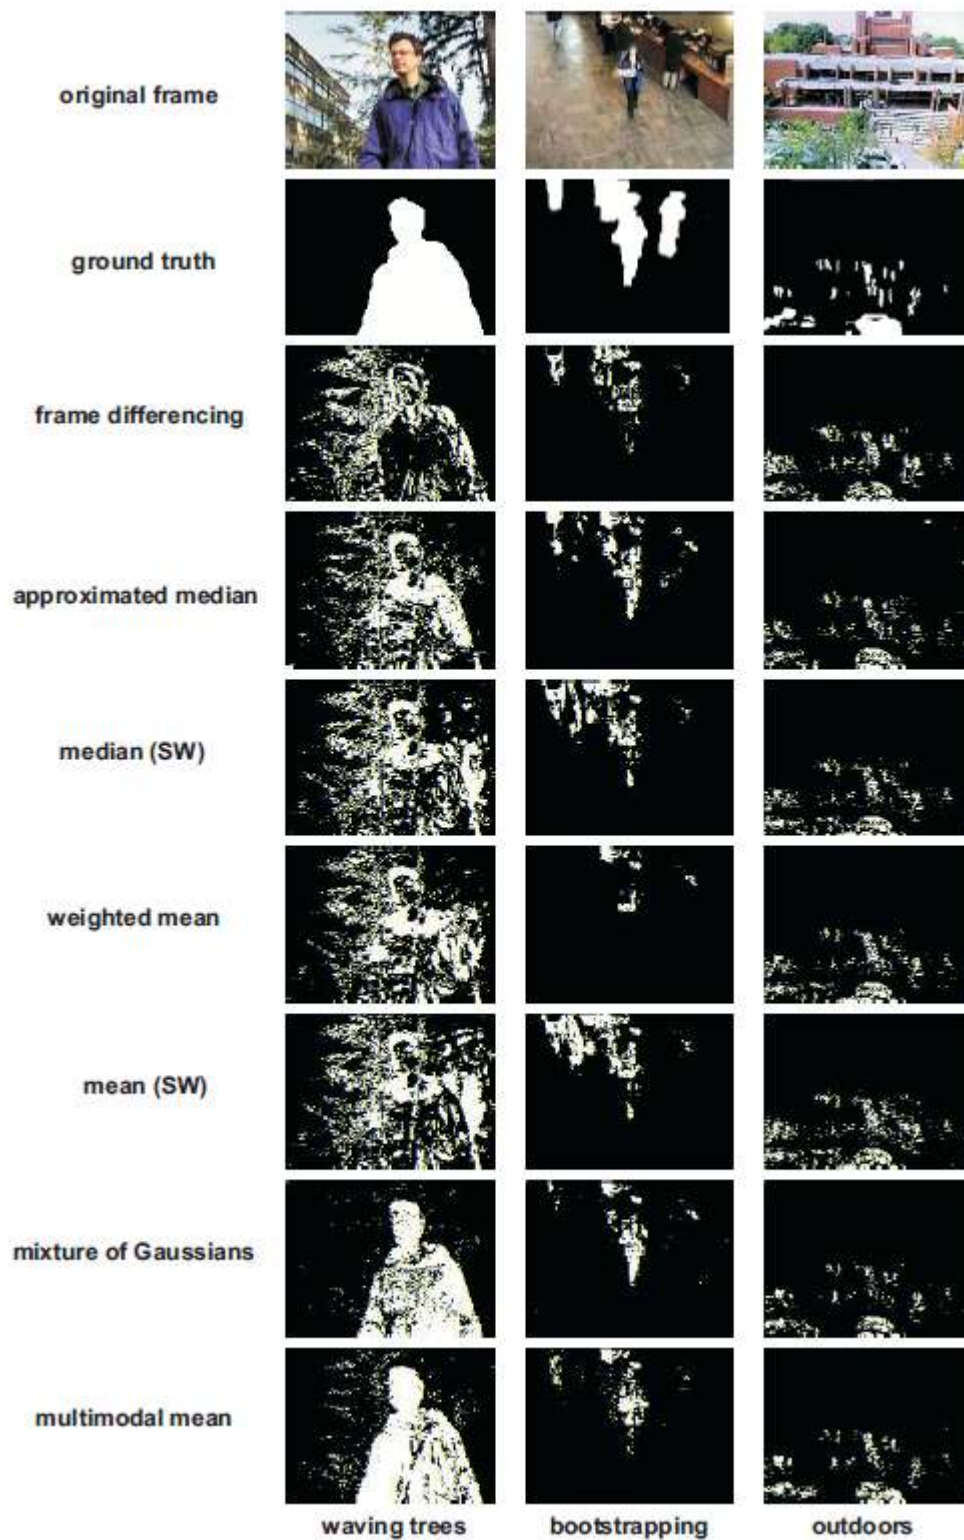 original frame
ground truth
frame differencing
approximated median
median (SW)
weighted mean
mean (SW)
mixture of Gaussians
multimodal mean
waving trees bootstrapping outdoors